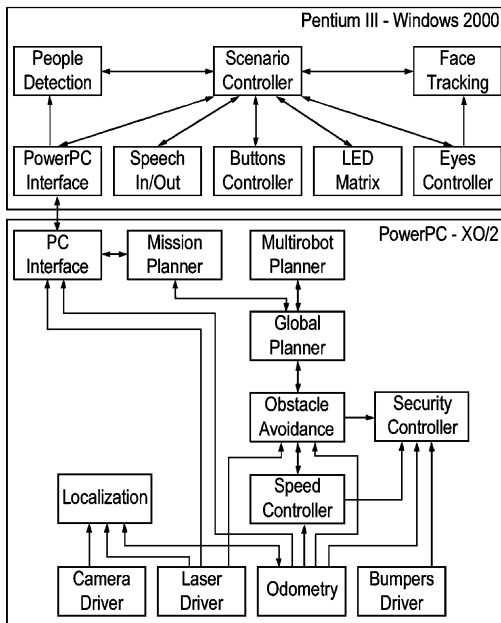 Pentium III - Windows 2000
People
Detection
Scenario
Controller
Face
Tracking
PowerPC
Interface
Speech
In/Out
Buttons
Controller
LED
Matrix
Eyes
Controller
PowerPC - XO/2
PC
Interface
Mission
Planner
Multirobot
Planner
Global
Planner
Obstacle
Avoidance
Security
Controller
Localization
Speed
Controller
Camera
Driver
Laser
Driver
Odometry
Bumpers
Driver